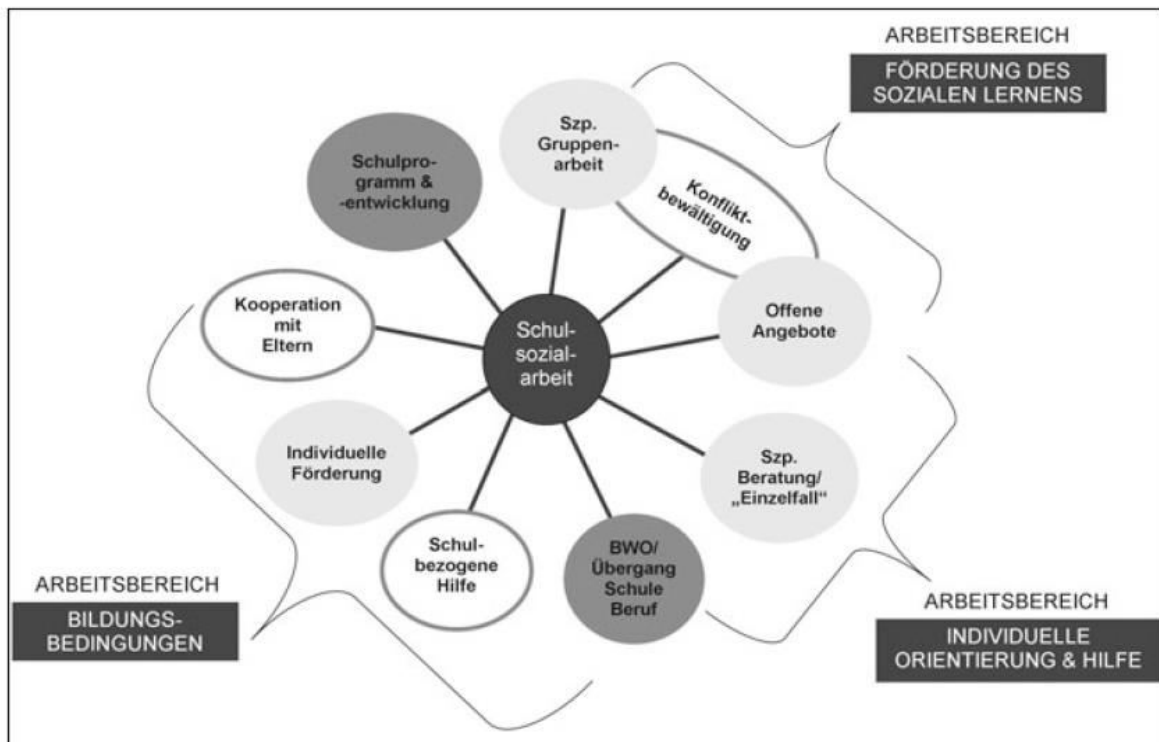 ARBEITSBEREICH
FÖRDERUNG DES
SOZIALEN LERNENS
Szp.
Gruppen-
arbeit
Schulpro-
gramm &
-entwicklung
Konflikt-
bewältigung
Kooperation
mit
Eltern
Offene
Angebote
Schul-
sozial-
arbeit
Individuelle
Förderung
Szp.
Beratung/
„Einzelfall“
Schul-
bezogene
Hilfe
BWO/
Übergang
Schule
Beruf
ARBEITSBEREICH
BILDUNGS-
BEDINGUNGEN
ARBEITSBEREICH
INDIVIDUELLE
ORIENTIERUNG & HILFE